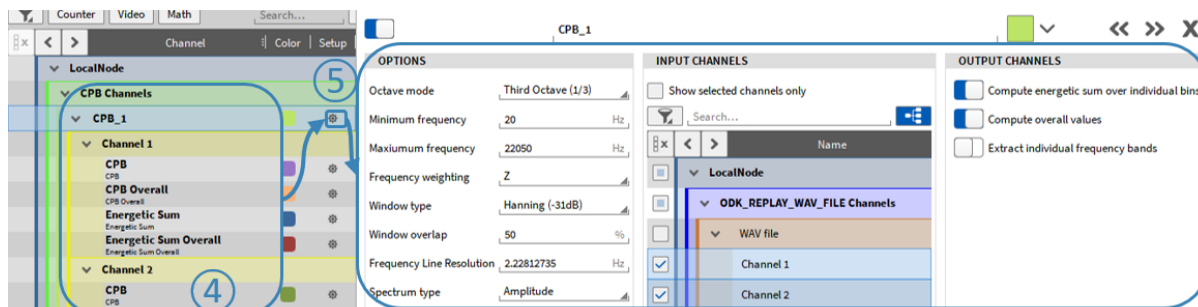 Counter Video Math Search...
Channel Color Setup
LocalNode
CPB Channels
CPB_1
Channel 1
CPB
CPB
CPB Overall
CPB Overall
Energetic Sum
Energetic Sum
Energetic Sum Overall
Energetic Sum Overall
Channel 2
CPB
CPB
4
5
CPB_1
OPTIONS
Octave mode Third Octave (1/3)
Minimum frequency 20 Hz
Maxiumum frequency 22050 Hz
Frequency weighting Z
Window type Hanning (-31dB)
Window overlap 50 %
Frequency Line Resolution 2.22812735 Hz
Spectrum type Amplitude
INPUT CHANNELS
Show selected channels only
Search...
Name
LocalNode
ODK_REPLAY_WAV_FILE Channels
WAV file
Channel 1
Channel 2
OUTPUT CHANNELS
Compute energetic sum over individual bins
Compute overall values
Extract individual frequency bands